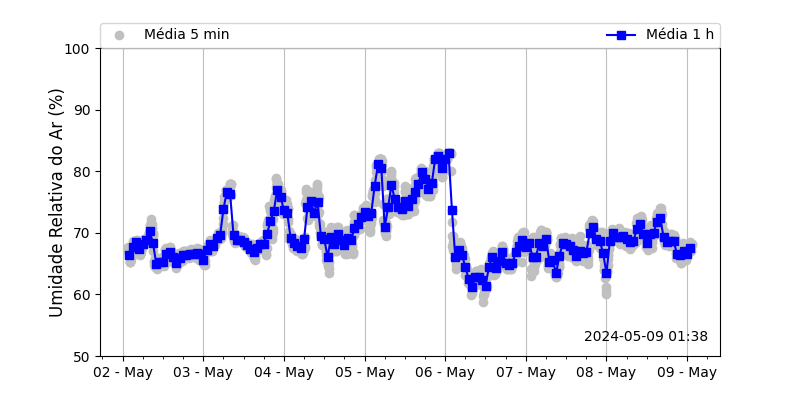 Média 5 min
Média 1 h
Umidade Relativa do Ar (%)
100
90
80
70
60
50
2024-05-09 01:38
02 - May
03 - May
04 - May
05 - May
06 - May
07 - May
08 - May
09 - May